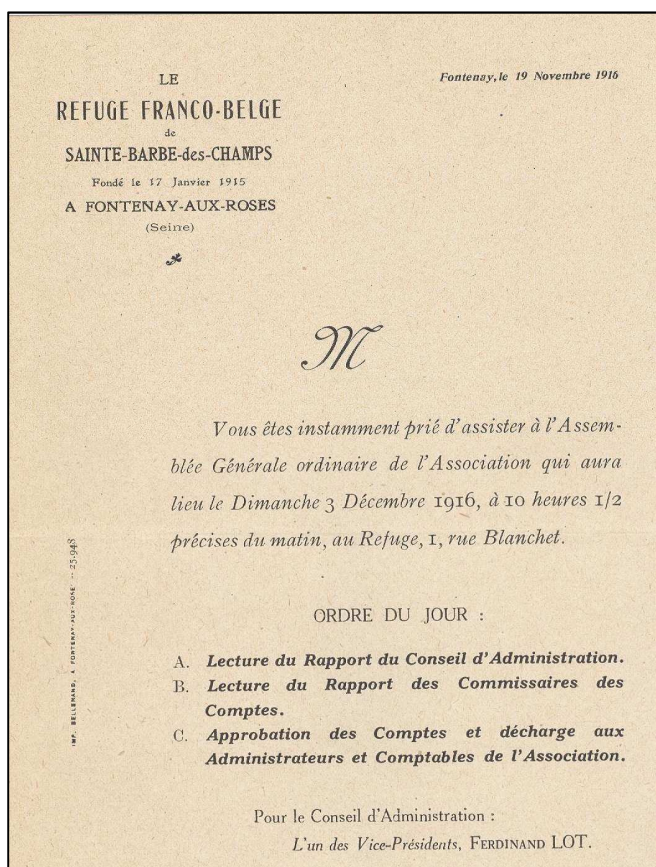 LE
REFUGE FRANCO-BELGE
de
SAINTE-BARBE-des-CHAMPS
Fondé le 17 Janvier 1915
A FONTENAY-AUX-ROSES
(Seine)
Fontenay, le 19 Novembre 1916
M
Vous êtes instamment prié d'assister à l'Assem-
blée Générale ordinaire de l'Association qui aura
lieu le Dimanche 3 Décembre 1916, à 10 heures 1/2
précises du matin, au Refuge, 1, rue Blanchet.
ORDRE DU JOUR :
A. Lecture du Rapport du Conseil d'Administration.
B. Lecture du Rapport des Commissaires des
Comptes.
C. Approbation des Comptes et décharge aux
Administrateurs et Comptables de l'Association.
Pour le Conseil d'Administration :
L'un des Vice-Présidents, FERDINAND LOT.
IMP. BELLENAND, A FONTENAY-AUX-ROSE -- 25.948